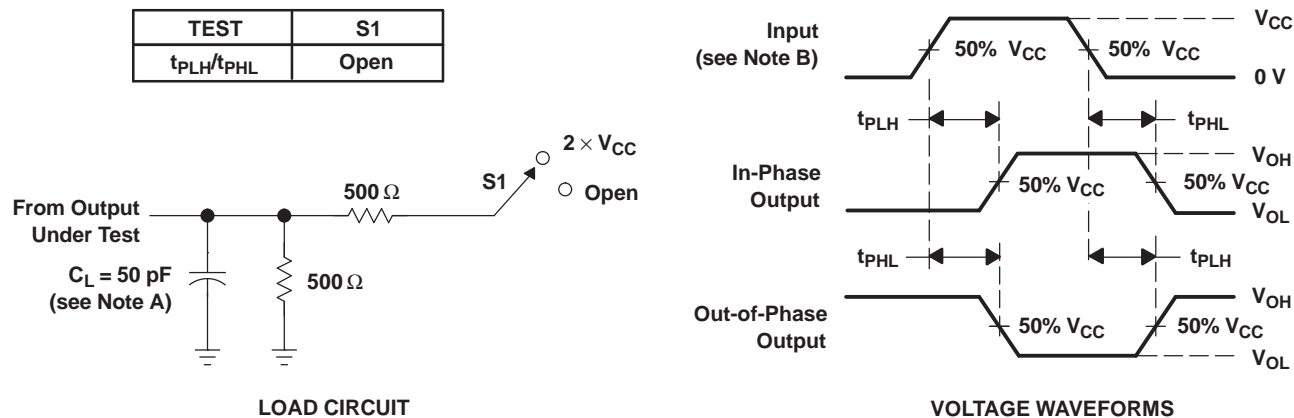 TEST S1
tPLH/tPHL Open
2 × VCC
S1
Open
500 Ω
From Output
Under Test
CL = 50 pF
(see Note A)
500 Ω
LOAD CIRCUIT
Input
(see Note B)
50% VCC
50% VCC
VCC
0 V
tPLH
tPHL
In-Phase
Output
50% VCC
50% VCC
VOH
VOL
tPHL
tPLH
Out-of-Phase
Output
50% VCC
50% VCC
VOH
VOL
VOLTAGE WAVEFORMS